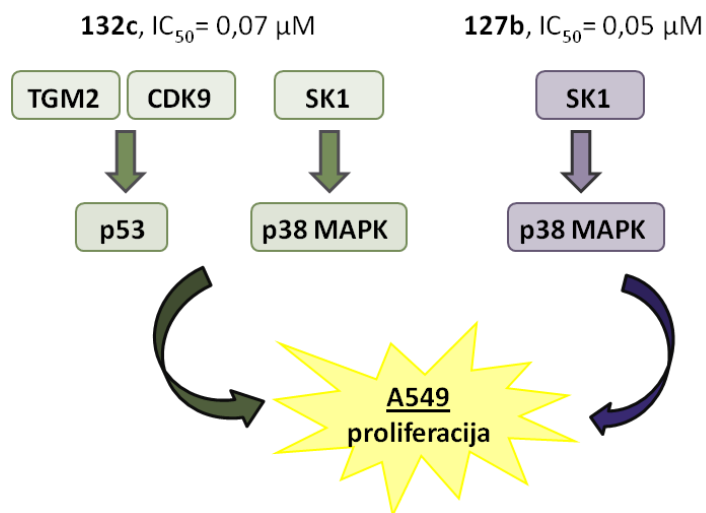 132c, IC50= 0,07 µM
127b, IC50= 0,05 µM
TGM2
CDK9
SK1
SK1
p53
p38 MAPK
p38 MAPK
A549
proliferacija